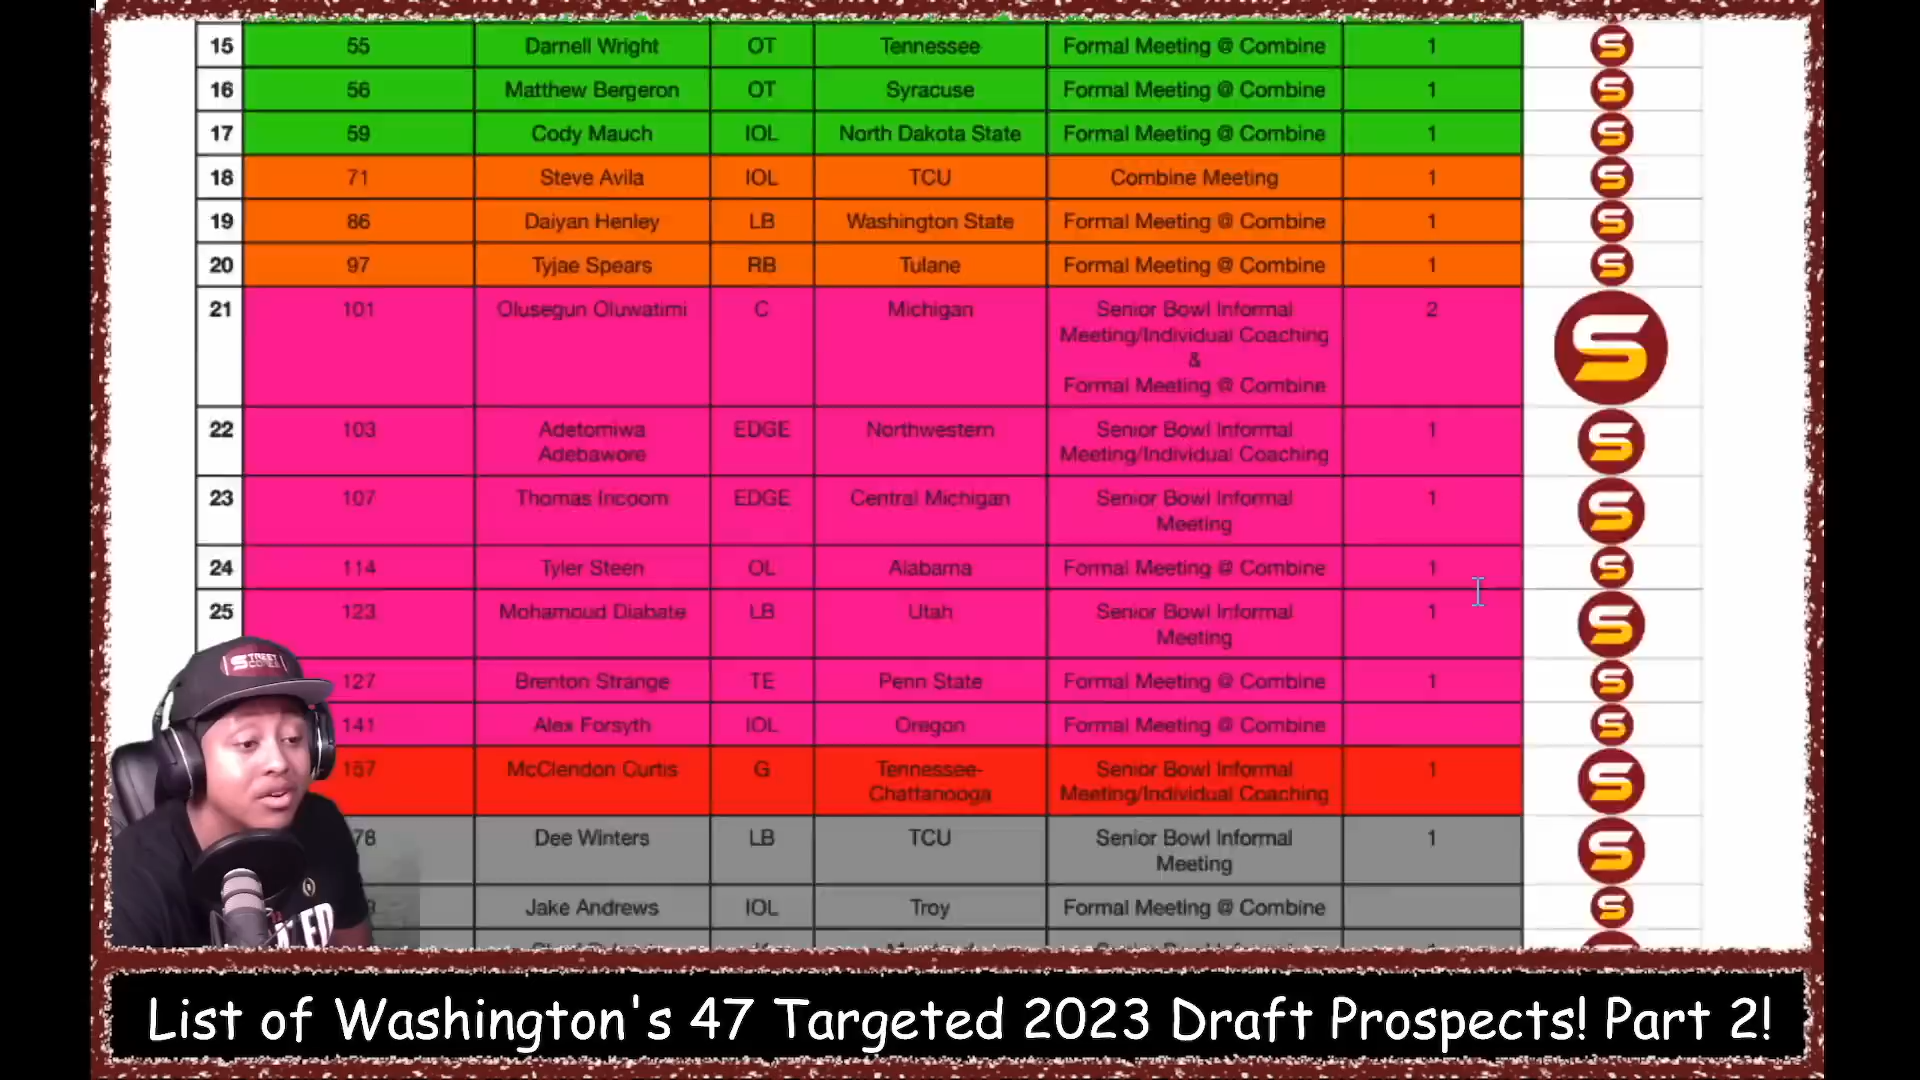 15 55 Darnell Wright OT Tennessee Formal Meeting @ Combine 1
16 56 Matthew Bergeron OT Syracuse Formal Meeting @ Combine 1
17 59 Cody Mauch IOL North Dakota State Formal Meeting @ Combine 1
18 71 Steve Avila IOL TCU Combine Meeting 1
19 86 Daiyan Henley LB Washington State Formal Meeting @ Combine 1
20 97 Tyjae Spears RB Tulane Formal Meeting @ Combine 1
21 101 Olusegun Oluwatimi C Michigan Senior Bowl Informal 2
Meeting/Individual Coaching
&
Formal Meeting @ Combine
22 103 Adetomiwa EDGE Northwestern Senior Bowl Informal 1
Adebawore Meeting/Individual Coaching
23 107 Thomas Incoom EDGE Central Michigan Senior Bowl Informal 1
Meeting
24 114 Tyler Steen OL Alabama Formal Meeting @ Combine 1
25 123 Mohamoud Diabate LB Utah Senior Bowl Informal 1
Meeting
127 Brenton Strange TE Penn State Formal Meeting @ Combine 1
141 Alex Forsyth IOL Oregon Formal Meeting @ Combine
157 McClendon Curtis G Tennessee- Senior Bowl Informal 1
Chattanooga Meeting/Individual Coaching
78 Dee Winters LB TCU Senior Bowl Informal 1
Meeting
Jake Andrews IOL Troy Formal Meeting @ Combine
List of Washington's 47 Targeted 2023 Draft Prospects! Part 2!